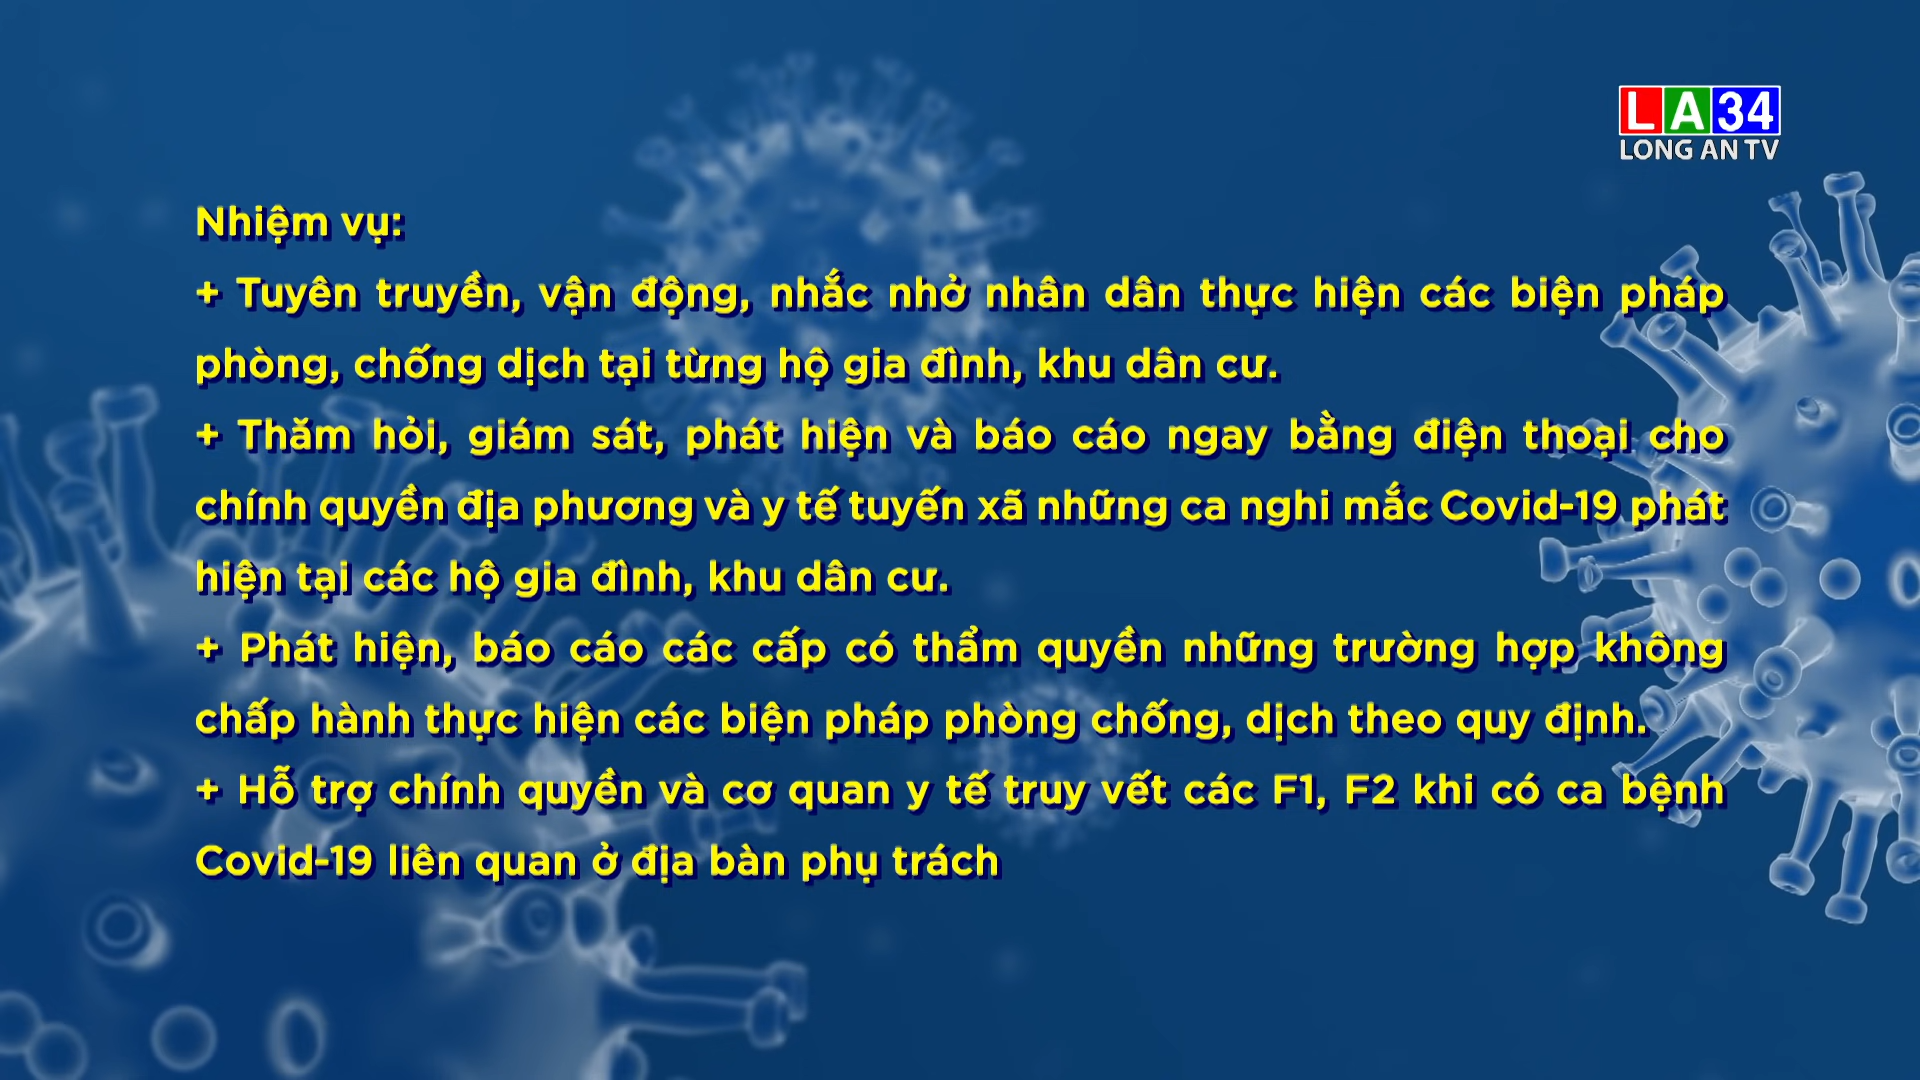 LA34
LONG AN TV
Nhiệm vụ:
+ Tuyên truyền, vận động, nhắc nhở nhân dân thực hiện các biện pháp
phòng, chống dịch tại từng hộ gia đình, khu dân cư.
+ Thăm hỏi, giám sát, phát hiện và báo cáo ngay bằng điện thoại cho
chính quyền địa phương và y tế tuyến xã những ca nghi mắc Covid-19 phát
hiện tại các hộ gia đình, khu dân cư.
+ Phát hiện, báo cáo các cấp có thẩm quyền những trường hợp không
chấp hành thực hiện các biện pháp phòng chống, dịch theo quy định.
+ Hỗ trợ chính quyền và cơ quan y tế truy vết các F1, F2 khi có ca bệnh
Covid-19 liên quan ở địa bàn phụ trách